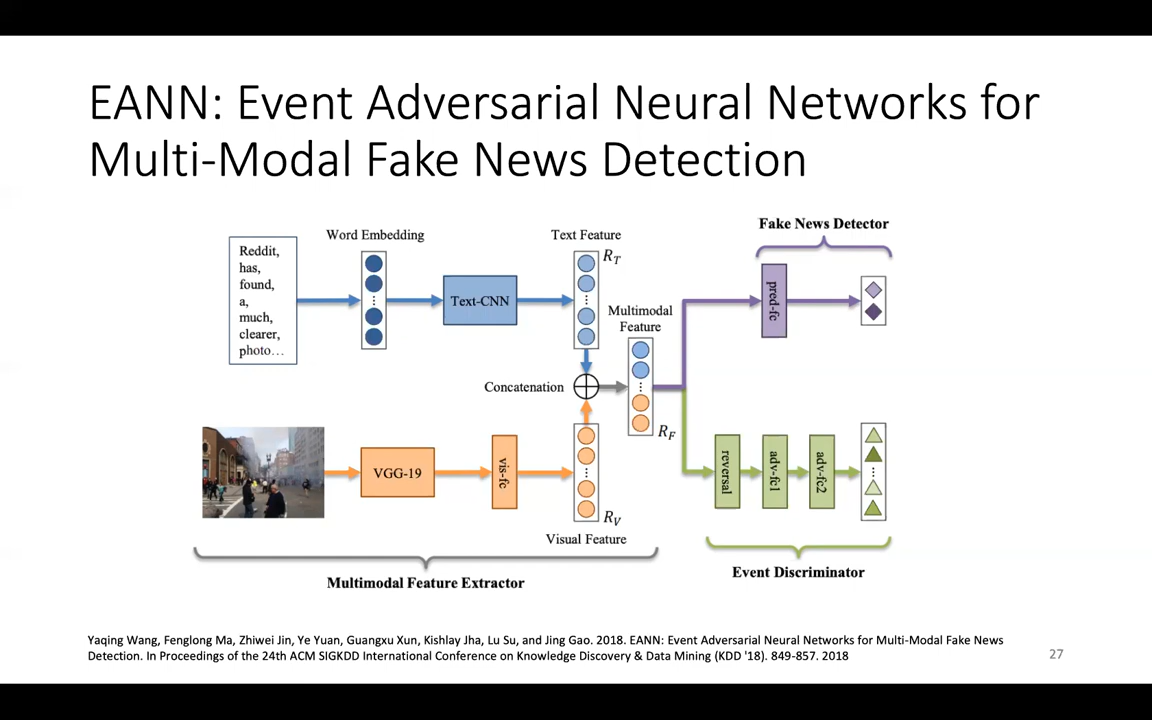 EANN: Event Adversarial Neural Networks for
Multi-Modal Fake News Detection
Fake News Detector
Word Embedding
Text Feature
Reddit,
has,
found,
a,
much,
clearer,
photo…
R_T
Text-CNN
pred-fc
Multimodal
Feature
Concatenation
R_F
VGG-19
vis-fc
reversal
adv-fc1
adv-fc2
R_V
Visual Feature
Multimodal Feature Extractor
Event Discriminator
Yaqing Wang, Fenglong Ma, Zhiwei Jin, Ye Yuan, Guangxu Xun, Kishlay Jha, Lu Su, and Jing Gao. 2018. EANN: Event Adversarial Neural Networks for Multi-Modal Fake News
Detection. In Proceedings of the 24th ACM SIGKDD International Conference on Knowledge Discovery & Data Mining (KDD '18). 849-857. 2018
27